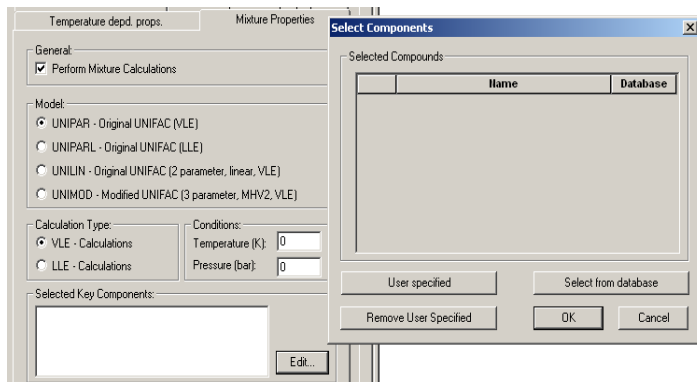 Temperature depd. props.
Mixture Properties
General:
Perform Mixture Calculations
Model:
UNIPAR - Original UNIFAC (VLE)
UNIPARL - Original UNIFAC (LLE)
UNILIN - Original UNIFAC (2 parameter, linear, VLE)
UNIMOD - Modified UNIFAC (3 parameter, MHV2, VLE)
Calculation Type:
VLE - Calculations
LLE - Calculations
Conditions:
Temperature (K): 0
Pressure (bar): 0
Selected Key Components:
Edit...
Select Components
Selected Compounds
Name Database
User specified Select from database
Remove User Specified OK Cancel